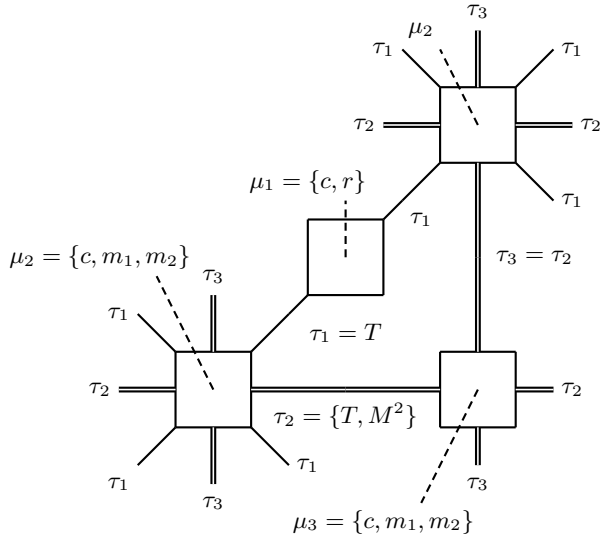 τ₃
μ₂
τ₁ τ₁
τ₂ τ₂
μ₁ = {c, r}
τ₁ τ₁
μ₂ = {c, m₁, m₂} τ₃ τ₃ = τ₂
τ₁
τ₁ = T
τ₂ τ₂
τ₂ = {T, M²}
τ₁ τ₁ τ₃
τ₃
μ₃ = {c, m₁, m₂}